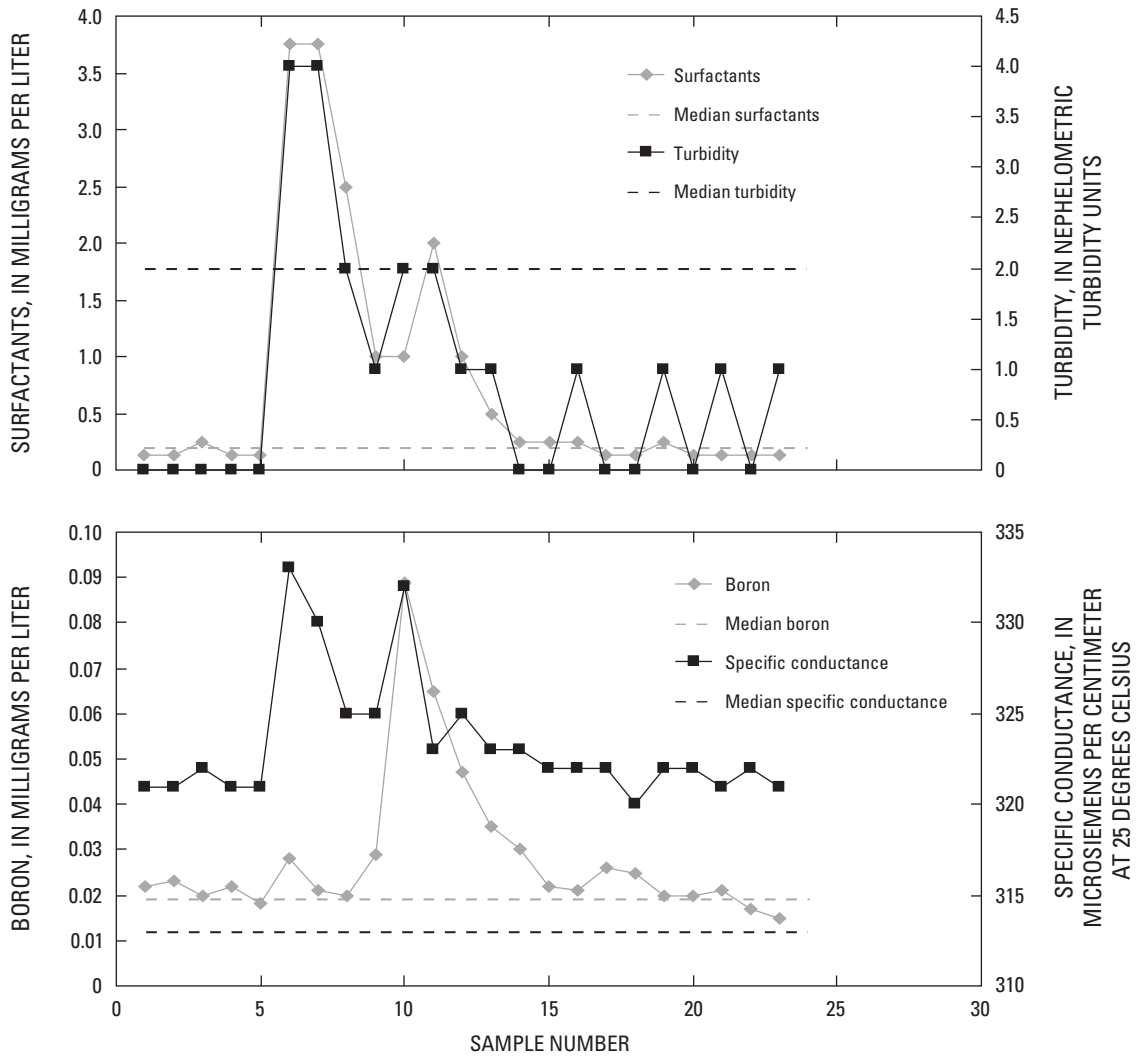 SURFACTANTS, IN MILLIGRAMS PER LITER
4.0
3.5
3.0
2.5
2.0
1.5
1.0
0.5
0
Surfactants
Median surfactants
Turbidity
Median turbidity
4.5
4.0
3.5
3.0
4.5
2.5
2.0
1.0
0.5
0
TURBIDITY, IN NEPHELOMETRIC
TURBIDITY UNITS
BORON, IN MILLIGRAMS PER LITER
0.10
0.09
0.08
0.07
0.06
0.05
0.04
0.03
0.02
0.01
0
Boron
Median boron
Specific conductance
Median specific conductance
335
330
325
320
315
310
SPECIFIC CONDUCTANCE, IN
MICROSIEMENS PER CENTIMETER
AT 25 DEGREES CELSIUS
0 5 10 15 20 25 30
SAMPLE NUMBER